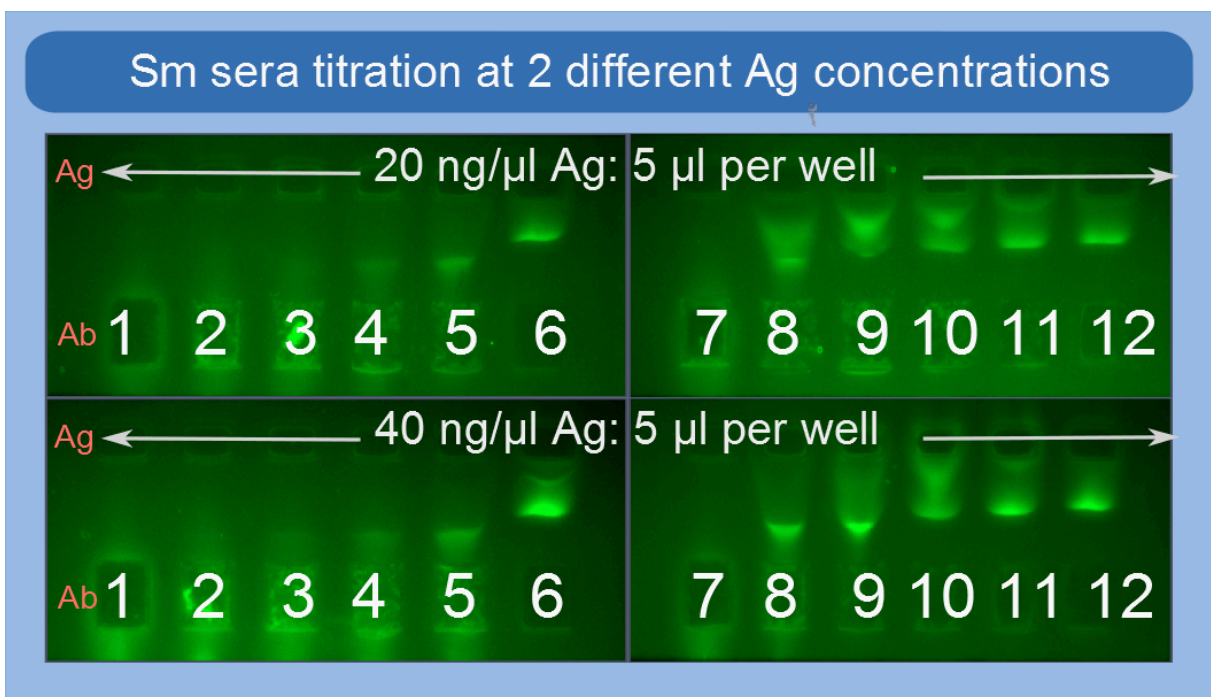 Sm sera titration at 2 different Ag concentrations
Ag 20 ng/µl Ag: 5 µl per well
Ab 1 2 3 4 5 6 7 8 9 10 11 12
Ag 40 ng/µl Ag: 5 µl per well
Ab 1 2 3 4 5 6 7 8 9 10 11 12